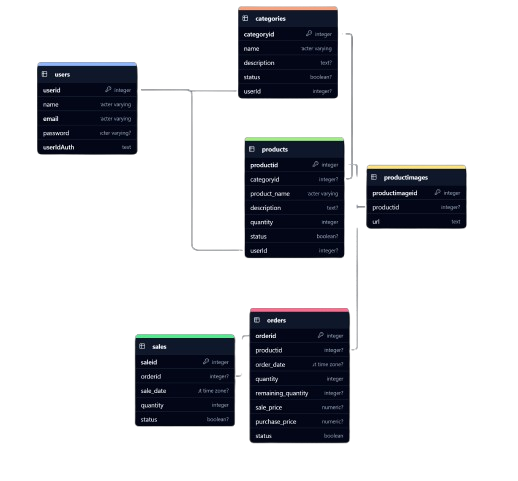 categories
categoryid integer
name :acter varying
description text?
status boolean?
userId integer?
users
userid integer
name :acter varying
email :acter varying
password :cter varying?
userIdAuth text
products
productid integer
categoryid integer?
product_name :acter varying
description text?
quantity integer
status boolean?
userId integer?
productimages
productimageid integer
productid integer?
url text
orders
orderid integer
productid integer?
order_date .ıt time zone?
quantity integer
remaining_quantity integer?
sale_price numeric?
purchase_price numeric?
status boolean
sales
saleid integer
orderid integer?
sale_date .ıt time zone?
quantity integer
status boolean?